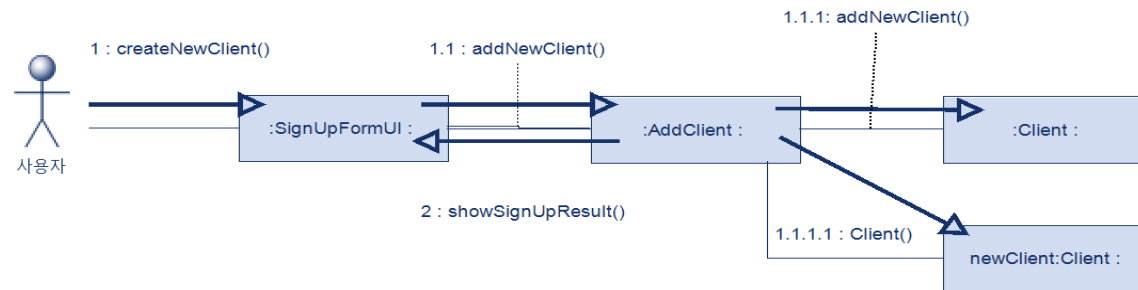 1.1.1: addNewClient()
1 : createNewClient()
1.1 : addNewClient()
:SignUpFormUI :
:AddClient :
:Client :
사용자
2 : showSignUpResult()
1.1.1.1 : Client()
newClient:Client :